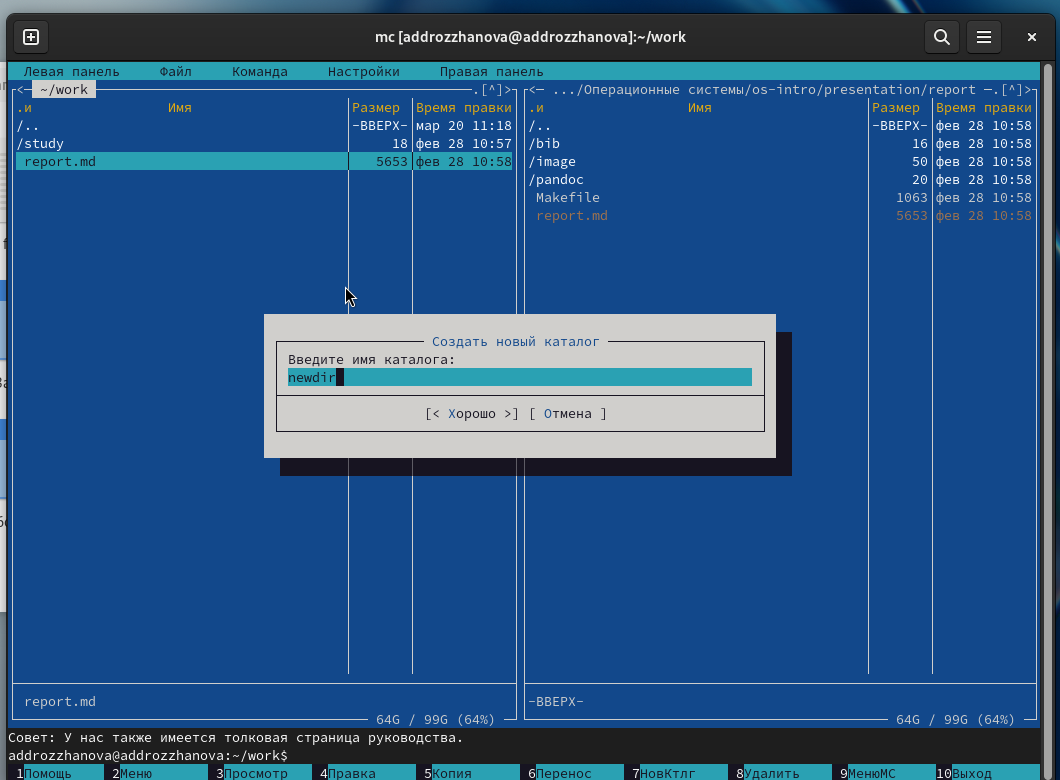 mc [addrozzhanova@addrozzhanova]:~/work
Левая панель Файл Команда Настройки Правая панель
<─ ~/work .[^]> <─ .../Операционные системы/os-intro/presentation/report ─.[^]>
.и Имя Размер Время правки .и Имя Размер Время правки
/.. -ВВЕРХ- мар 20 11:18 /.. -ВВЕРХ- фев 28 10:58
/study 18 фев 28 10:57 /bib 16 фев 28 10:58
report.md 5653 фев 28 10:58 /image 50 фев 28 10:58
/pandoc 20 фев 28 10:58
Makefile 1063 фев 28 10:58
report.md 5653 фев 28 10:58
Создать новый каталог
Введите имя каталога:
newdir
[< Хорошо >] [ Отмена ]
report.md -ВВЕРХ-
64G / 99G (64%) 64G / 99G (64%)
Совет: У нас также имеется толковая страница руководства.
addrozzhanova@addrozzhanova:~/work$
1Помощь 2Меню 3Просмотр 4Правка 5Копия 6Перенос 7НовКтлг 8Удалить 9МенюМС 10Выход